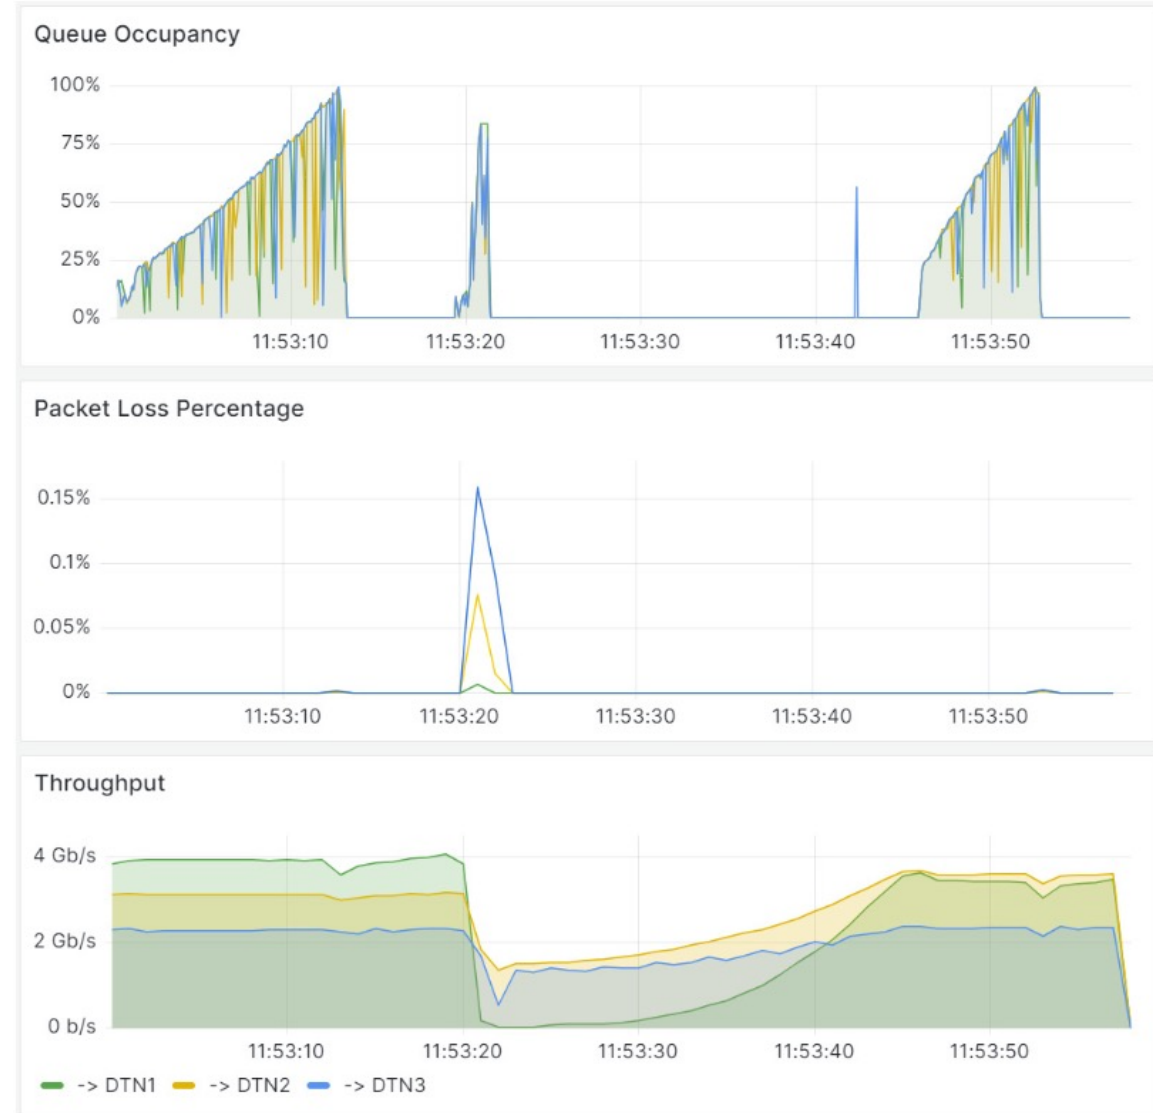 Queue Occupancy
100%
75%
50%
25%
0%
11:53:10 11:53:20 11:53:30 11:53:40 11:53:50
Packet Loss Percentage
0.15%
0.1%
0.05%
0%
11:53:10 11:53:20 11:53:30 11:53:40 11:53:50
Throughput
4 Gb/s
2 Gb/s
0 b/s
11:53:10 11:53:20 11:53:30 11:53:40 11:53:50
-> DTN1 -> DTN2 -> DTN3